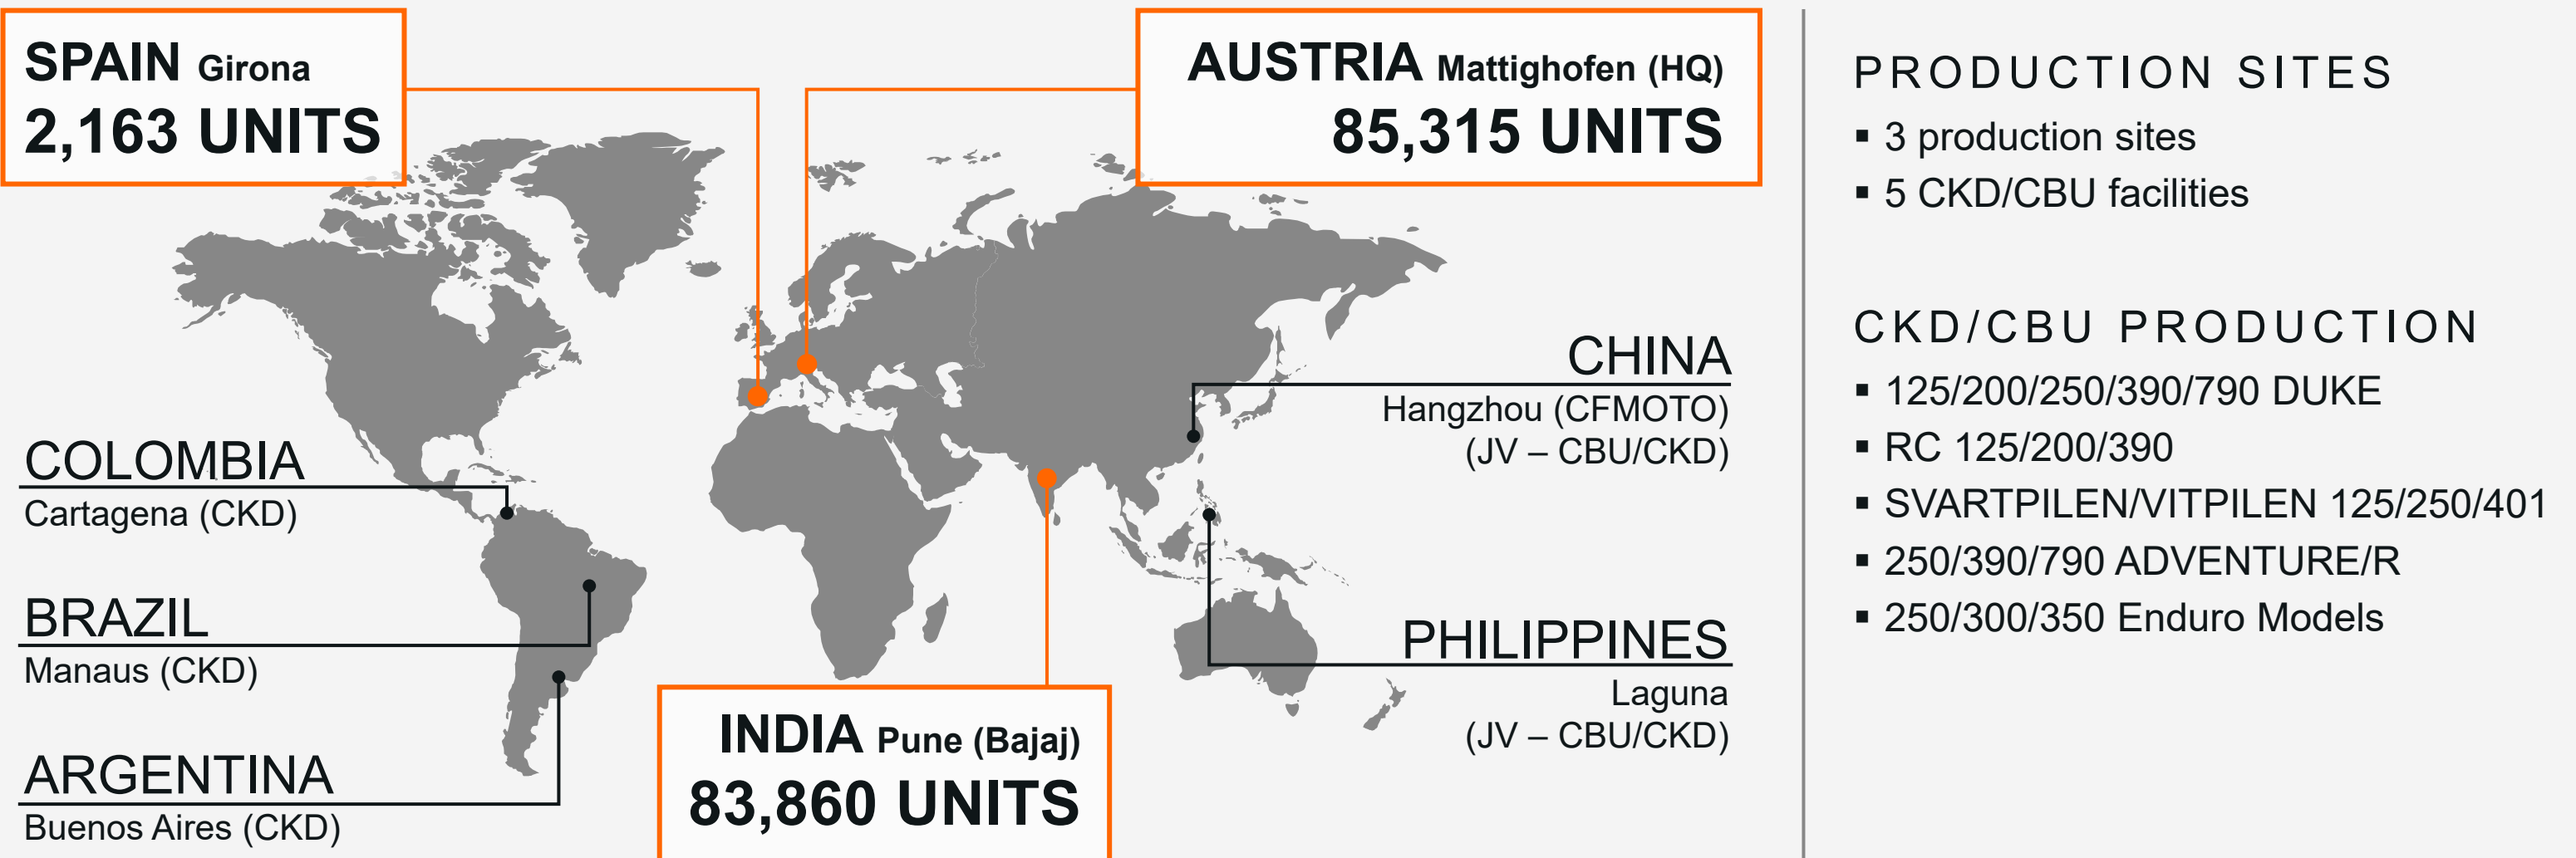 SPAIN Girona
2,163 UNITS
AUSTRIA Mattighofen (HQ)
85,315 UNITS
COLOMBIA
Cartagena (CKD)
BRAZIL
Manaus (CKD)
ARGENTINA
Buenos Aires (CKD)
INDIA Pune (Bajaj)
83,860 UNITS
CHINA
Hangzhou (CFMOTO)
(JV – CBU/CKD)
PHILIPPINES
Laguna
(JV – CBU/CKD)
PRODUCTION SITES
▪ 3 production sites
▪ 5 CKD/CBU facilities
CKD/CBU PRODUCTION
▪ 125/200/250/390/790 DUKE
▪ RC 125/200/390
▪ SVARTPILEN/VITPILEN 125/250/401
▪ 250/390/790 ADVENTURE/R
▪ 250/300/350 Enduro Models